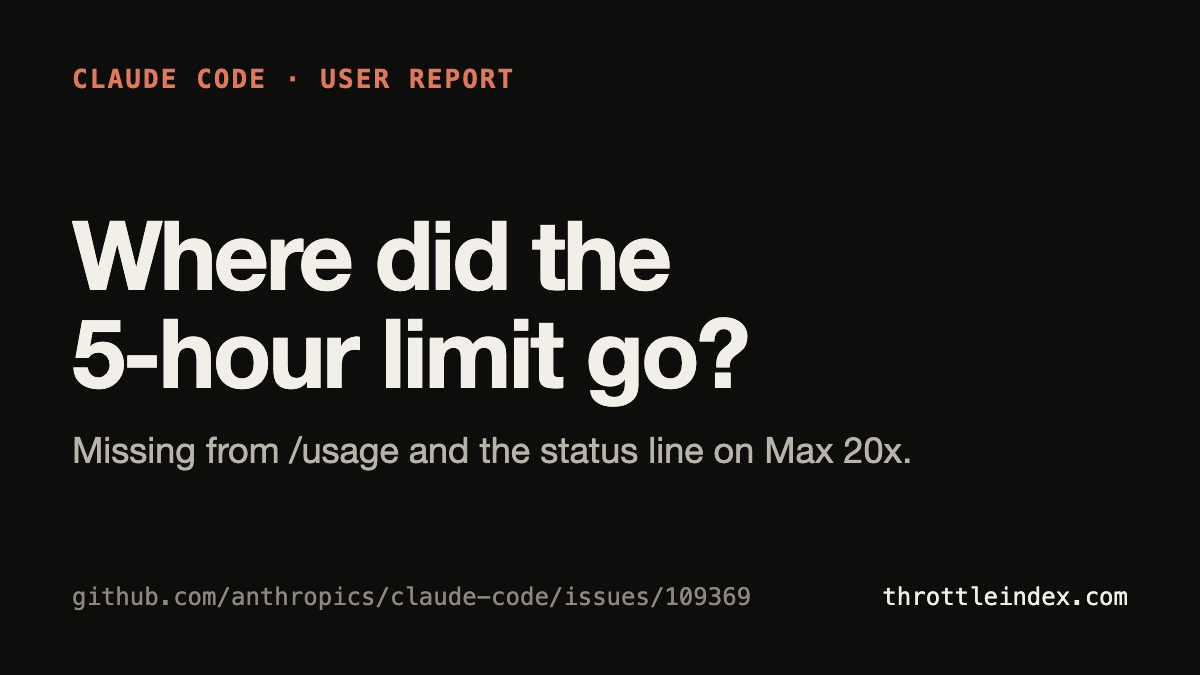 CLAUDE CODE · USER REPORT
Where did the
5-hour limit go?
Missing from /usage and the status line on Max 20x.
github.com/anthropics/claude-code/issues/109369
throttleindex.com